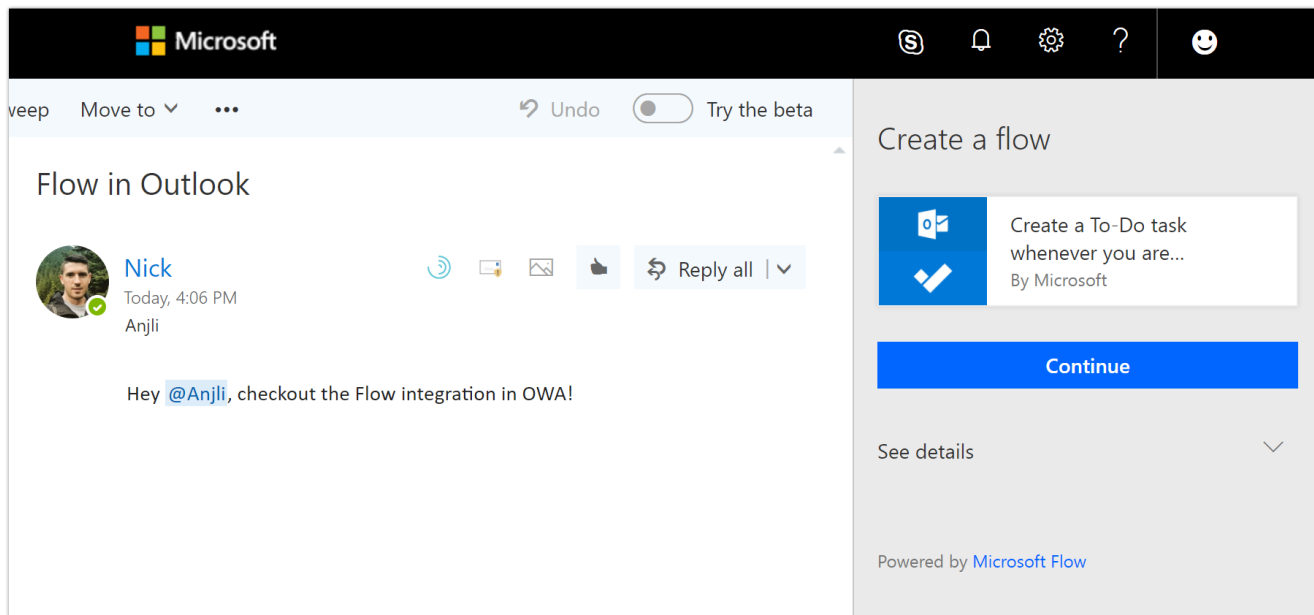 Microsoft
weep Move to ••• Undo Try the beta
Flow in Outlook
Nick
Today, 4:06 PM
Anjli
Reply all
Hey @Anjli, checkout the Flow integration in OWA!
Create a flow
Create a To-Do task
whenever you are...
By Microsoft
Continue
See details
Powered by Microsoft Flow